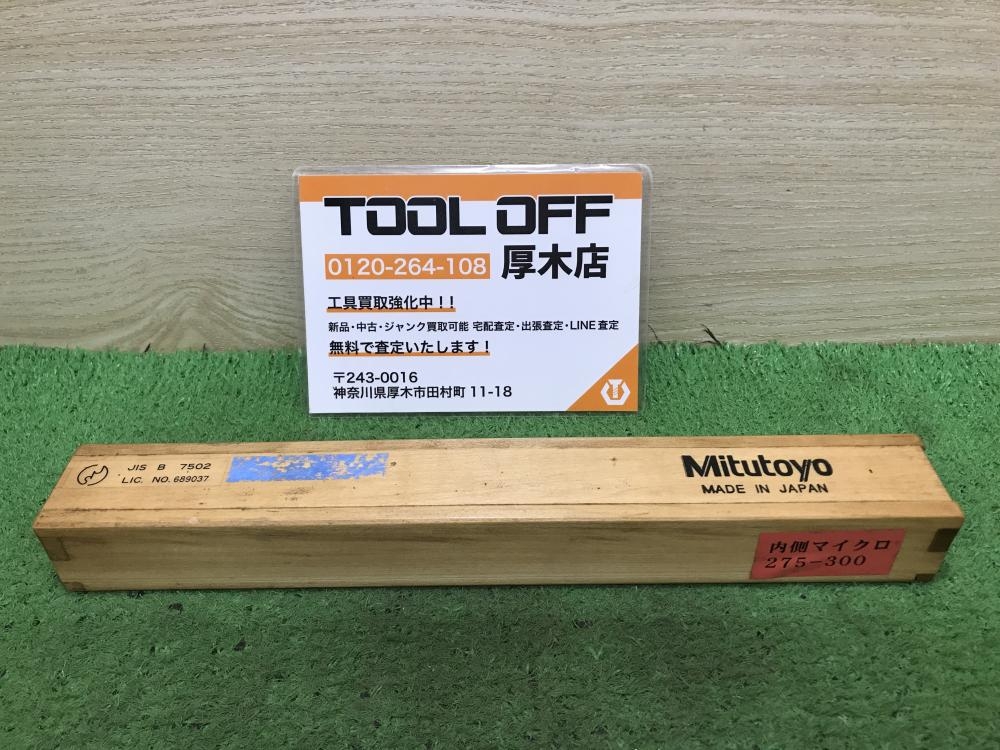 TOOL OFF
0120-264-108 厚木店
工具買取強化中!!
新品・中古・ジャンク買取可能 宅配査定・出張査定・LINE査定
無料で査定いたします!
〒243-0016
神奈川県厚木市田村町 11-18
JIS B 7502
LIC. NO. 689037
Mitutoyo
MADE IN JAPAN
内側マイクロ
275-300